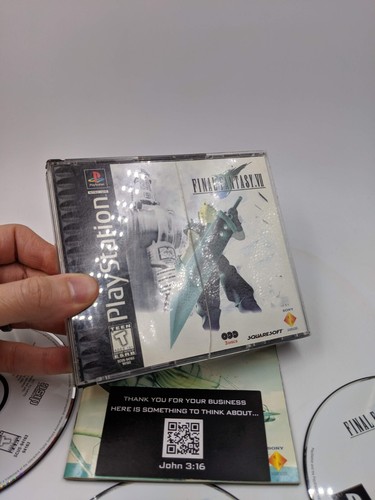 PlayStation
FINAL FANTASY VII
TEEN
T
SQUARESOFT
THANK YOU FOR YOUR BUSINESS
HERE IS SOMETHING TO THINK ABOUT...
John 3:16
FINAL